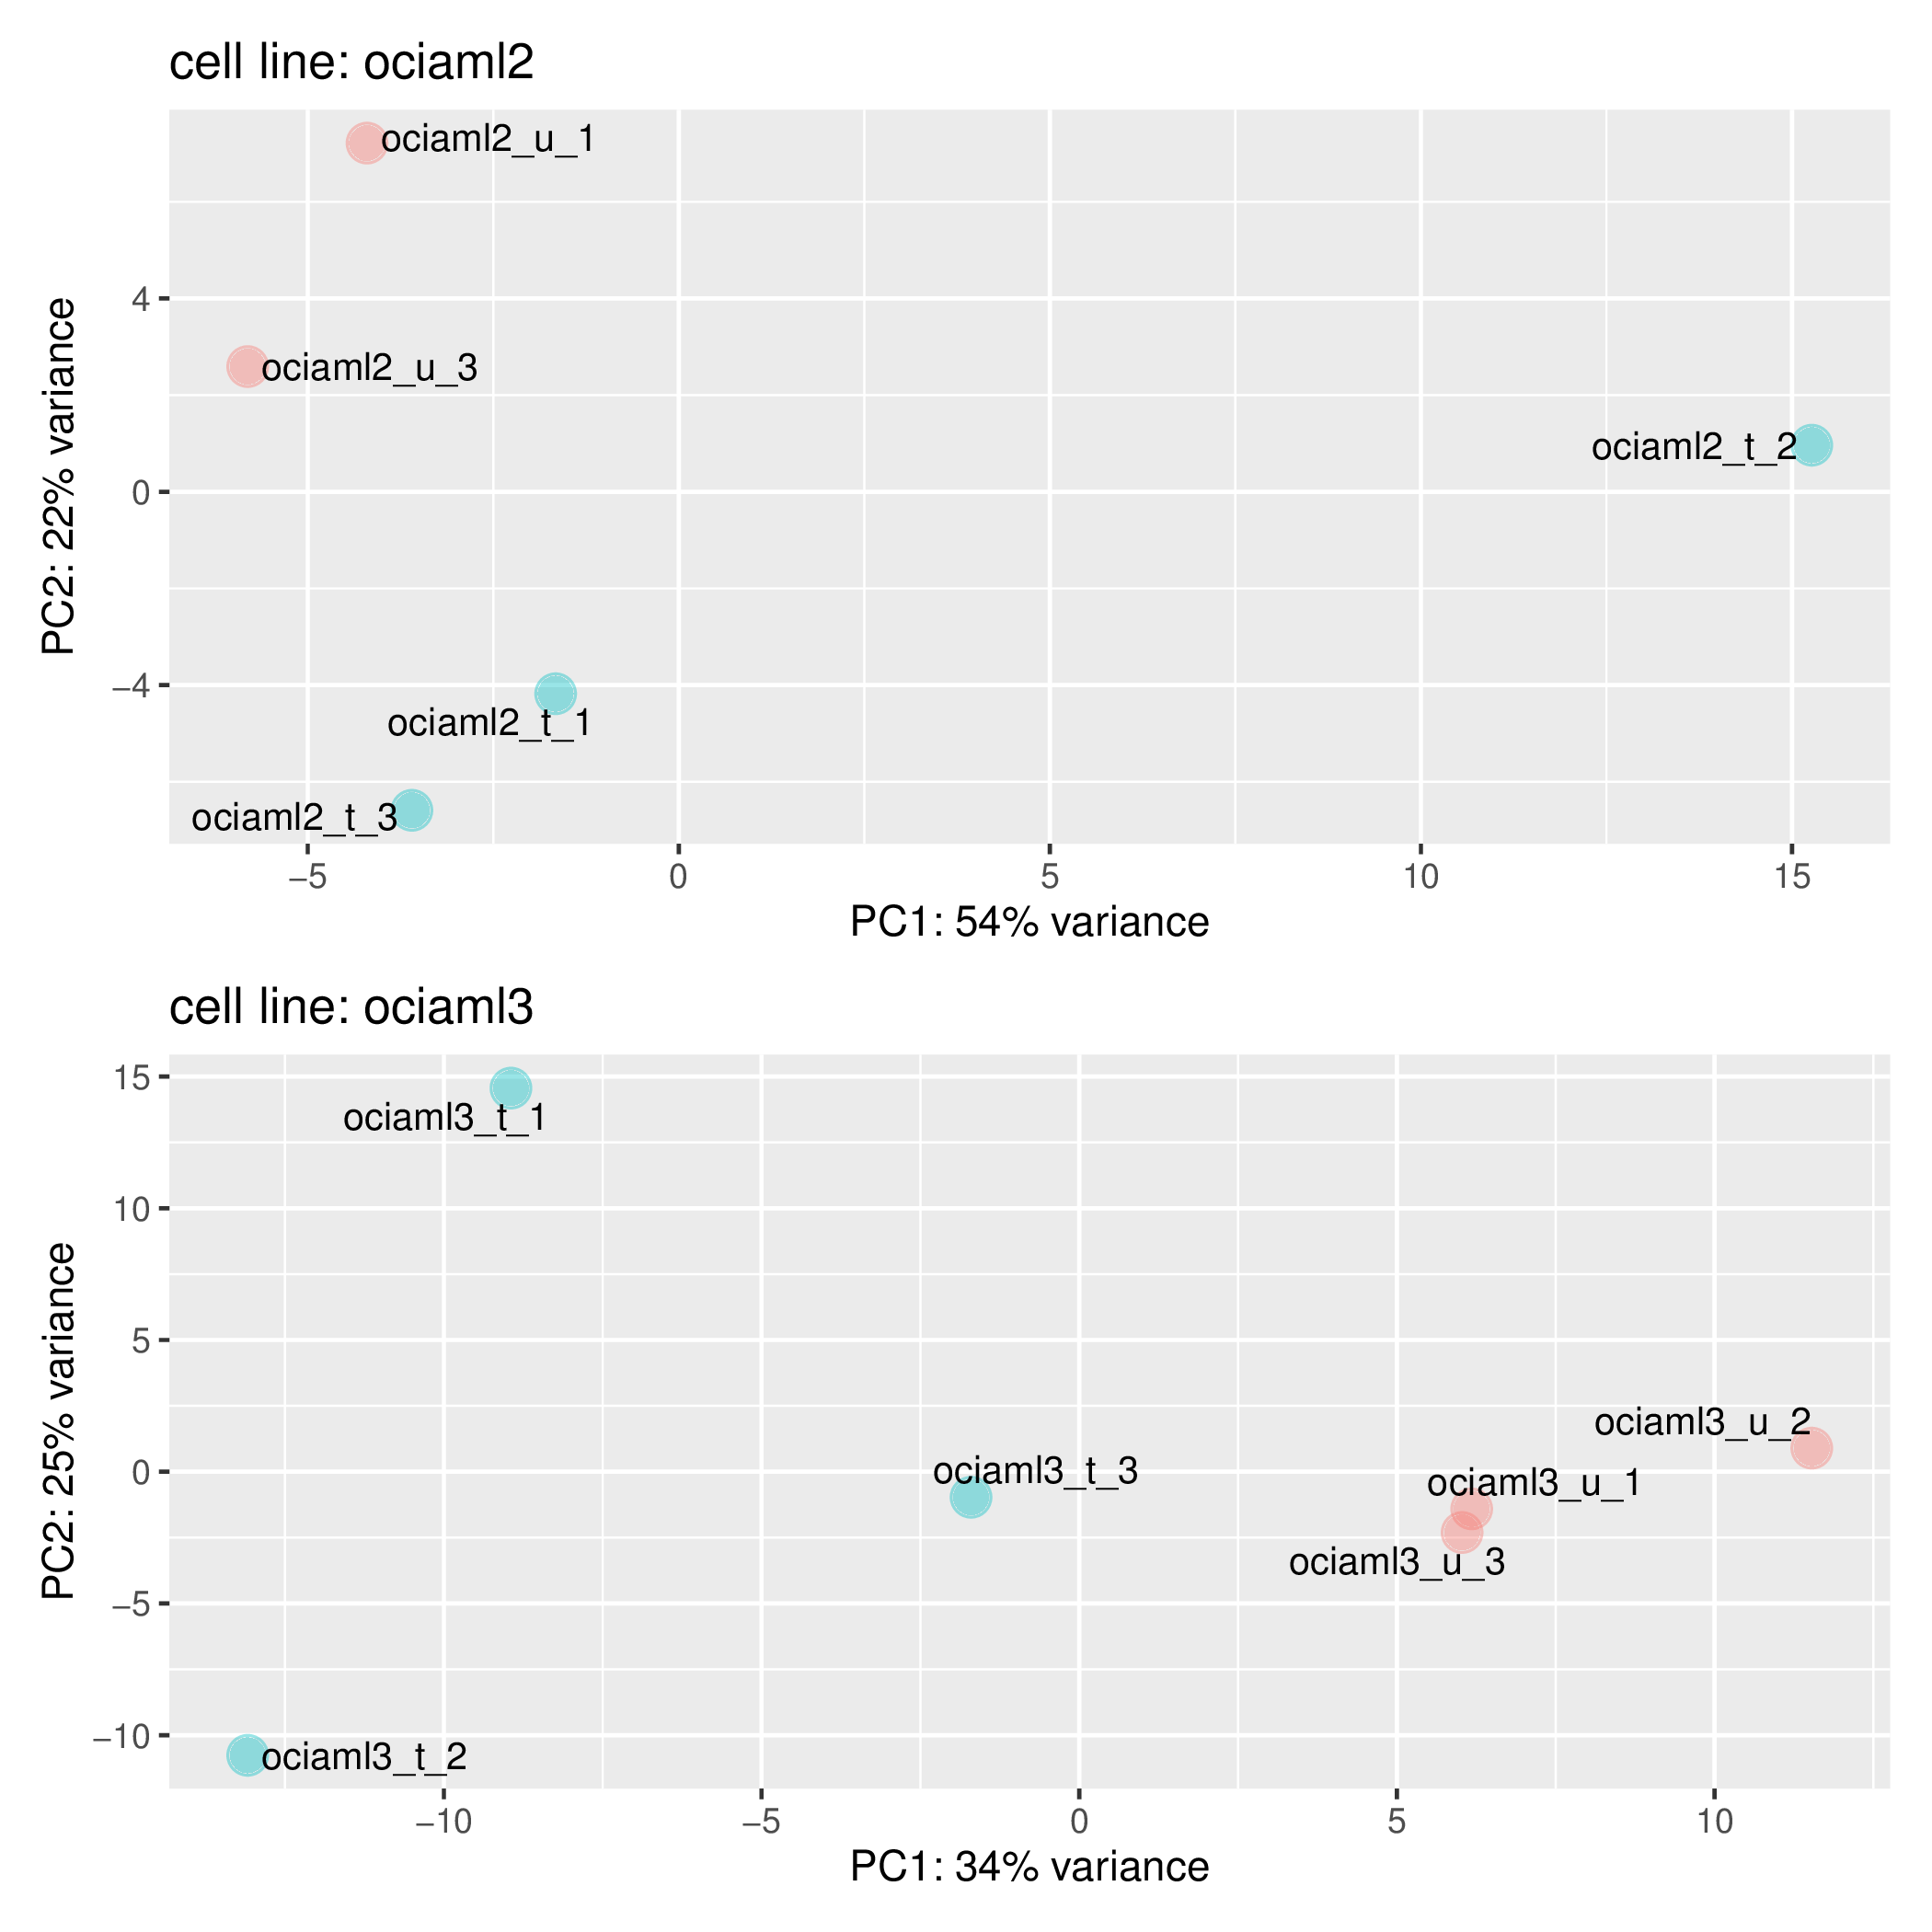 cell line: ociaml2
ociaml2_u_1
4
ociaml2_u_3
ociaml2_t_2
0
−4
ociaml2_t_1
ociaml2_t_3
PC2: 22% variance
−5 0 5 10 15
PC1: 54% variance
cell line: ociaml3
15
ociaml3_t_1
10
5
ociaml3_u_2
0
ociaml3_t_3
ociaml3_u_1
ociaml3_u_3
−5
−10
ociaml3_t_2
PC2: 25% variance
−10 −5 0 5 10
PC1: 34% variance